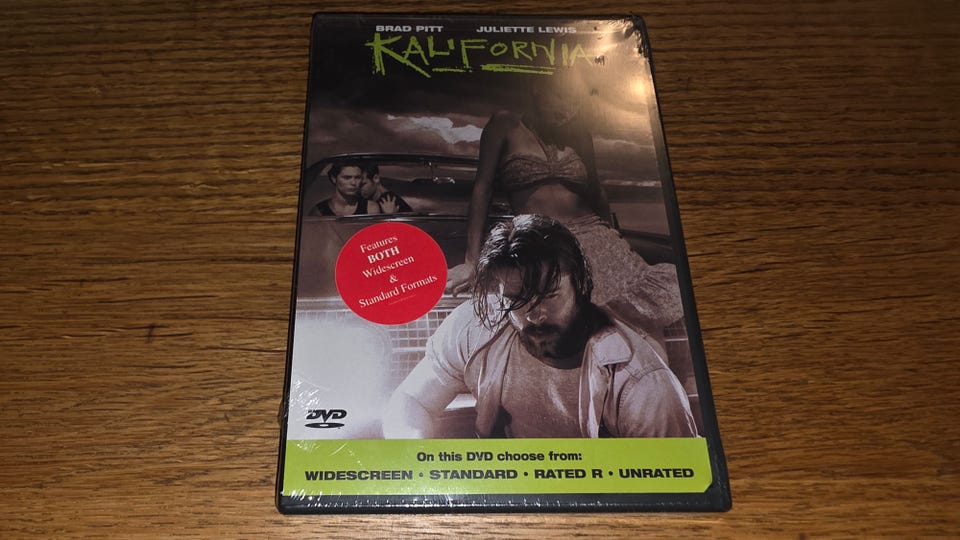 BRAD PITT JULIETTE LEWIS
KALIFORNIA
Features
BOTH
Widescreen
&
Standard Formats
DVD
On this DVD choose from:
WIDESCREEN • STANDARD • RATED R • UNRATED